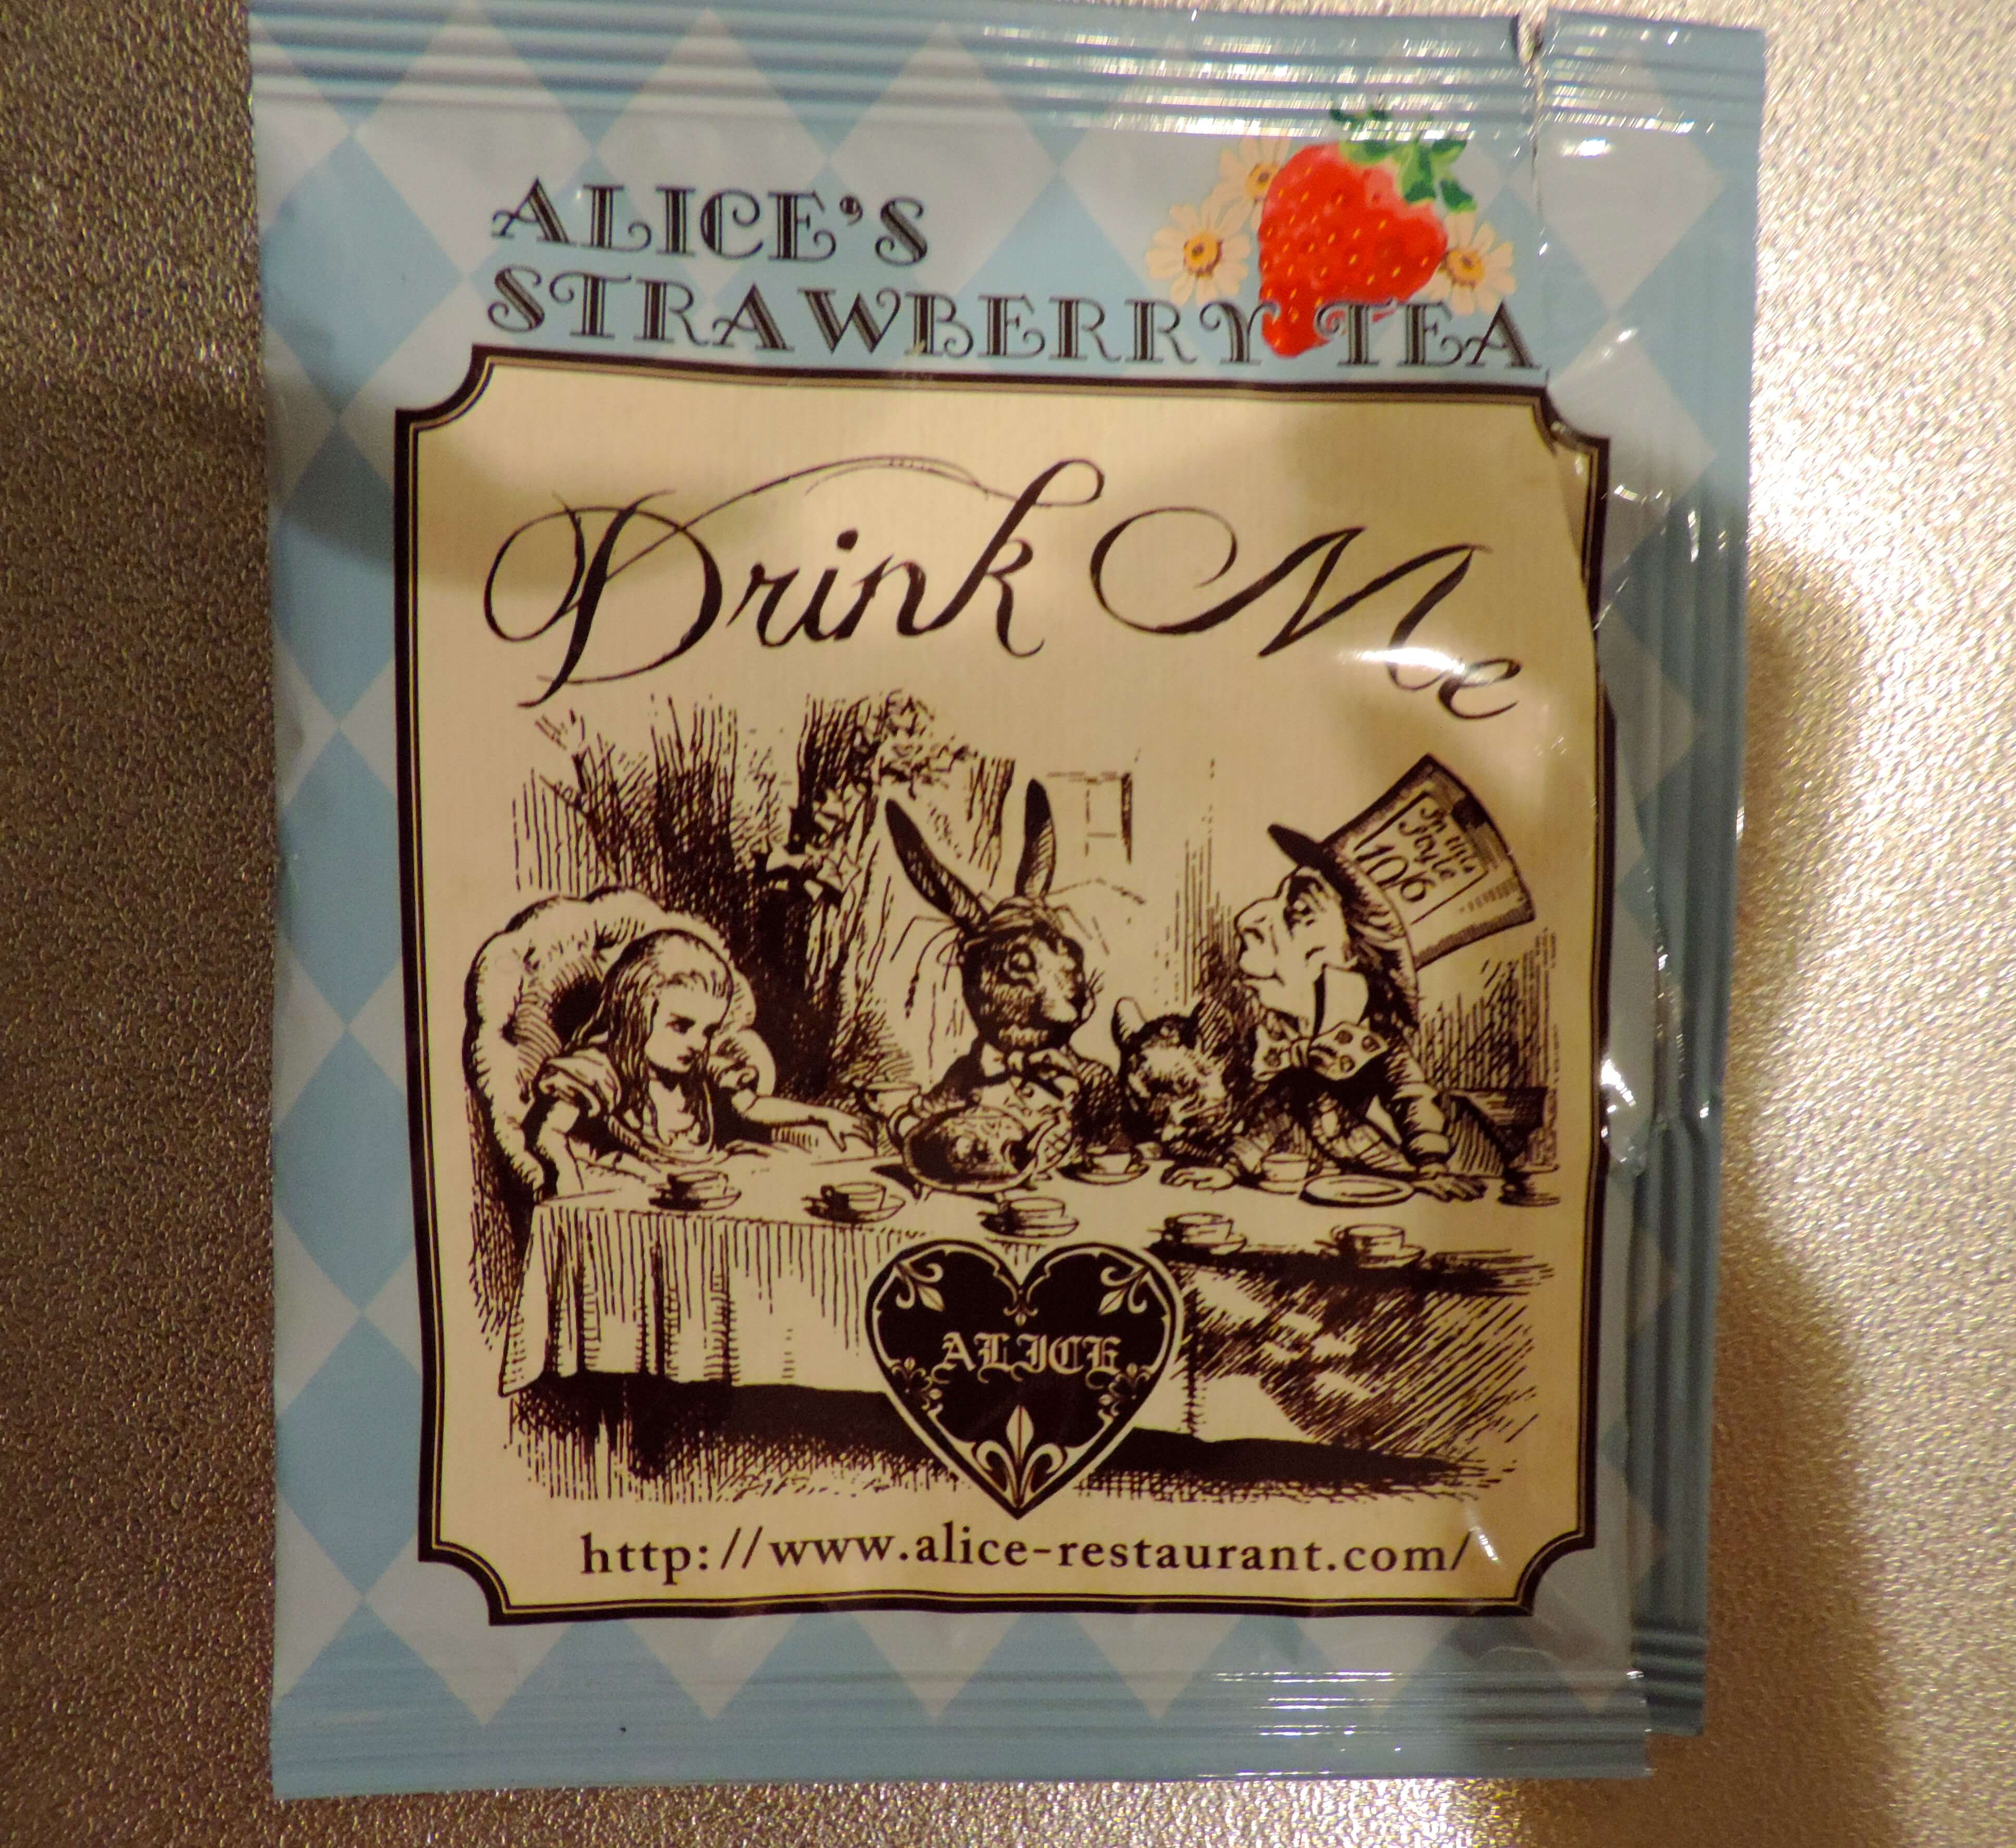 ALICE'S
STRAWBERRY TEA
Drink Me
In this
Style
10/6
ALICE
http://www.alice-restaurant.com/